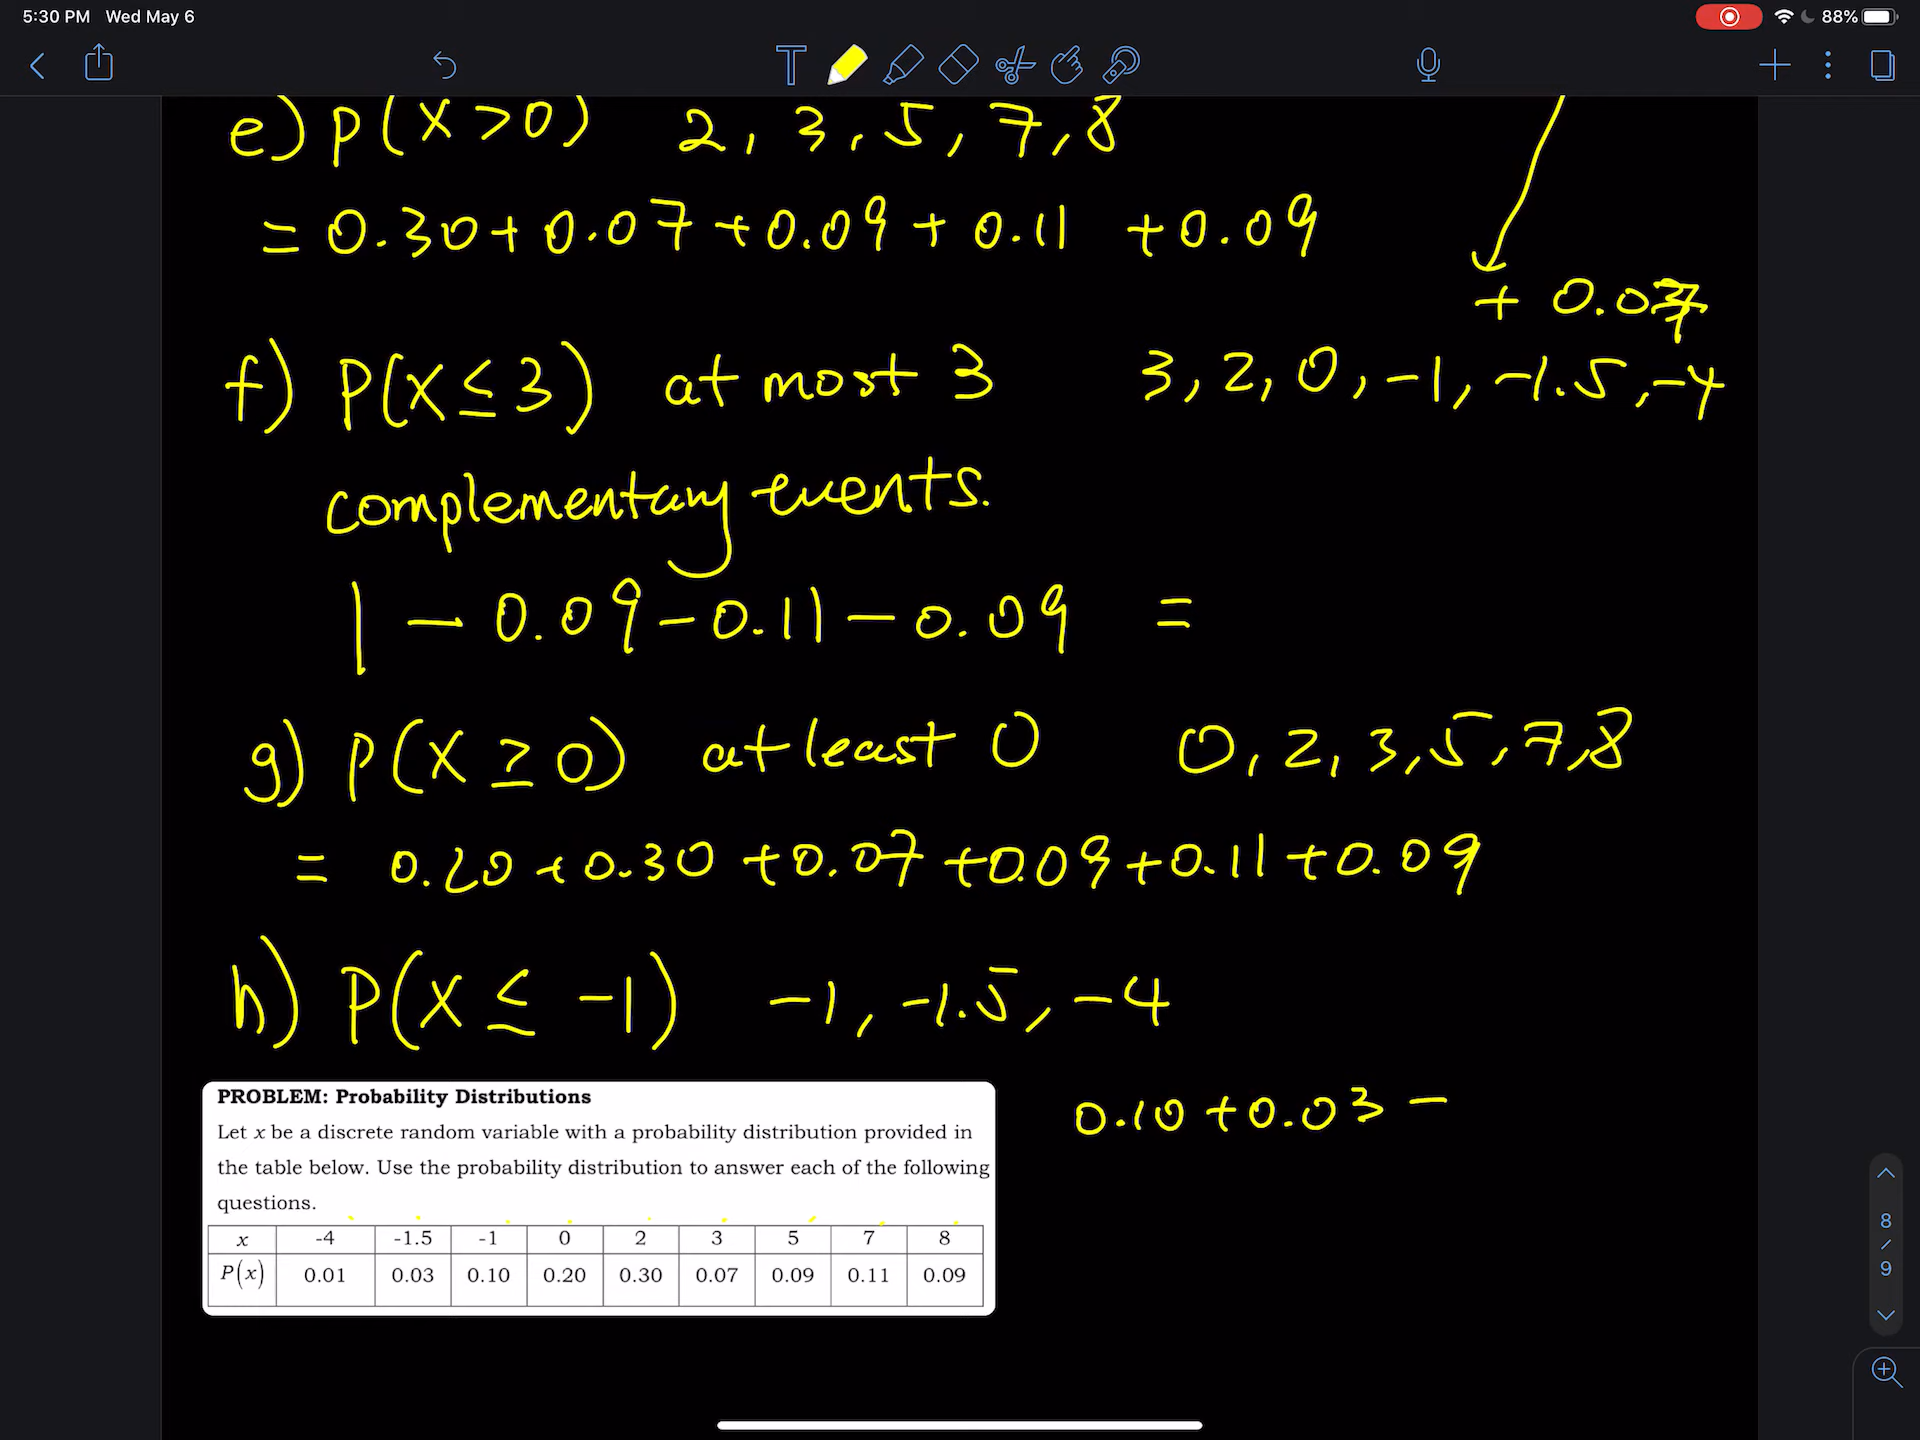 5:30 PM Wed May 6
88%
e) P(X>0) 2, 3, 5, 7, 8
= 0.30+0.07+0.09+0.11 +0.09
+ 0.0
f) P(X≤3) at most 3 3, 2, 0, -1, -1.5, -4
complementary events.
1 - 0.09 - 0.11 - 0.09 =
g) P(X ≥ 0) at least 0 0, 2, 3, 5, 7, 8
= 0.20+0.30+0.07+0.09+0.11+0.09
h) P(X ≤ -1) -1, -1.5, -4
0.10+0.03 –
PROBLEM: Probability Distributions
Let x be a discrete random variable with a probability distribution provided in
the table below. Use the probability distribution to answer each of the following
questions.
x -4 -1.5 -1 0 2 3 5 7 8
P(x) 0.01 0.03 0.10 0.20 0.30 0.07 0.09 0.11 0.09
8
/
9